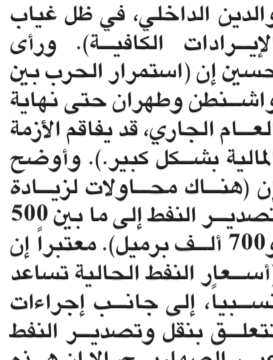 والدين الداخلي، في ظل غياب
الإيرادات الكافية). ورأى
حسين إن (استمرار الحرب بين
واشنطن وطهران حتى نهاية
العام الجاري، قد يفاقم الأزمة
المالية بشكل كبير.). وأوضح
إن (هناك محاولات لزيادة
تصدير النفط إلى ما بين 500
و700 ألف برميل). معتبراً إن
أسعار النفط الحالية تساعد
نسبياً، إلى جانب إجراءات
تتعلق بنقل وتصدير النفط